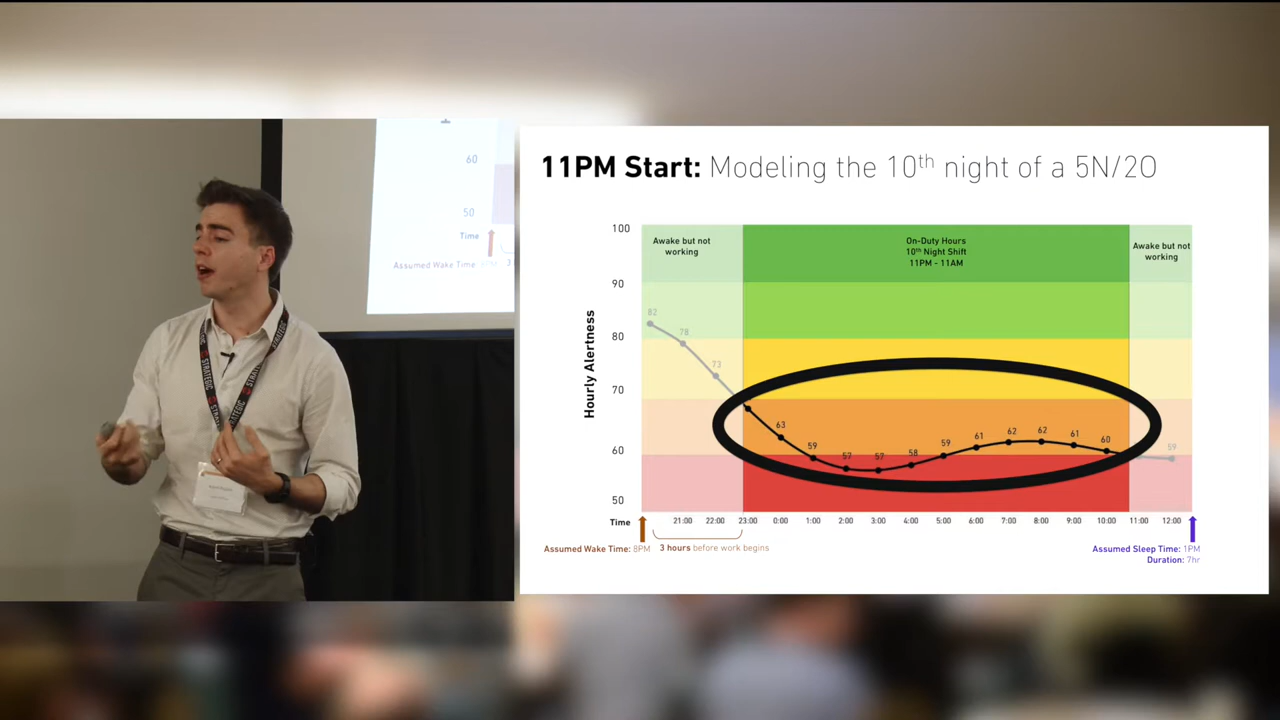 60
50
Time
Assumed Wake Time:
STRATEGIC
11PM Start: Modeling the 10th night of a 5N/2O
Hourly Alertness
100
90
80
70
60
50
Awake but not
working
On-Duty Hours
10th Night Shift
11PM - 11AM
Awake but not
working
82
78
73
63
59
57
57
58
59
61
62
62
61
60
59
Time
21:00
22:00
23:00
0:00
1:00
2:00
3:00
4:00
5:00
6:00
7:00
8:00
9:00
10:00
11:00
12:00
Assumed Wake Time: 8PM
3 hours before work begins
Assumed Sleep Time: 1PM
Duration: 7hr